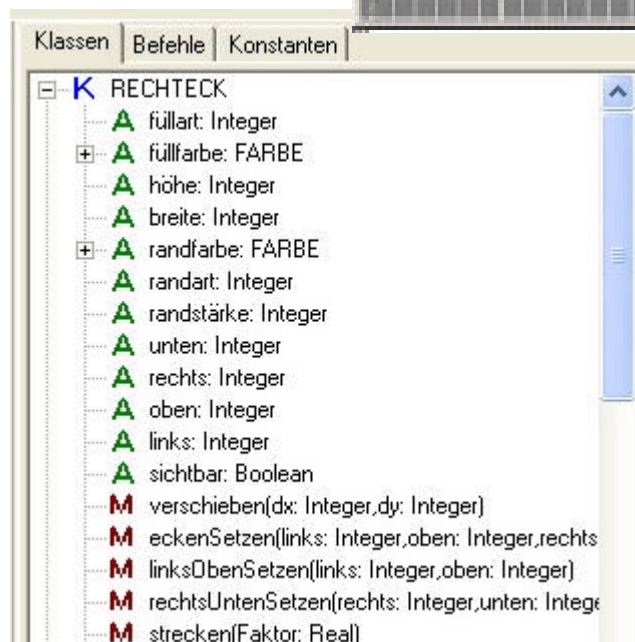 Klassen Befehle Konstanten
K RECHTECK
A füllart: Integer
A füllfarbe: FARBE
A höhe: Integer
A breite: Integer
A randfarbe: FARBE
A randart: Integer
A randstärke: Integer
A unten: Integer
A rechts: Integer
A oben: Integer
A links: Integer
A sichtbar: Boolean
M verschieben(dx: Integer,dy: Integer)
M eckenSetzen(links: Integer,oben: Integer,rechts
M linksObenSetzen(links: Integer,oben: Integer)
M rechtsUntenSetzen(rechts: Integer,unten: Intege
M strecken(Faktor: Real)